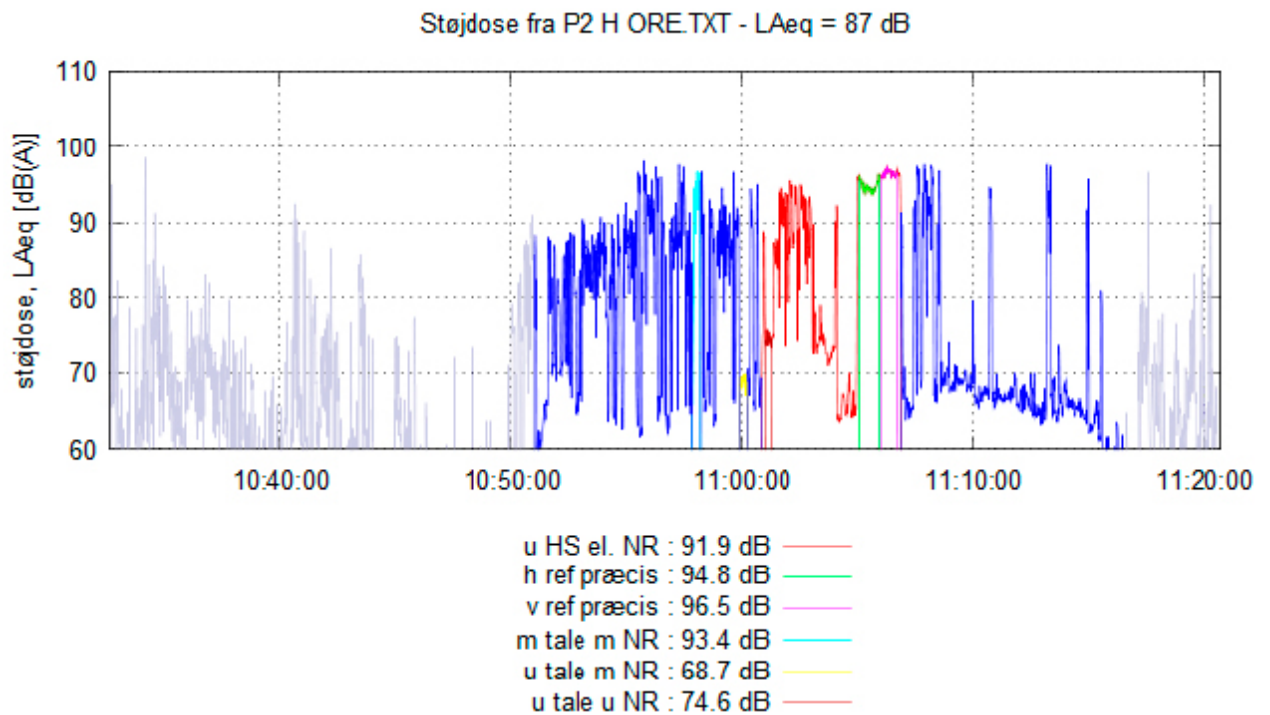 Støjdose fra P2 H ORE.TXT - LAeq = 87 dB
støjdose, LAeq [dB(A)]
110
100
90
80
70
60
10:40:00 10:50:00 11:00:00 11:10:00 11:20:00
u HS el. NR : 91.9 dB
h ref præcis : 94.8 dB
v ref præcis : 96.5 dB
m tale m NR : 93.4 dB
u tale m NR : 68.7 dB
u tale u NR : 74.6 dB